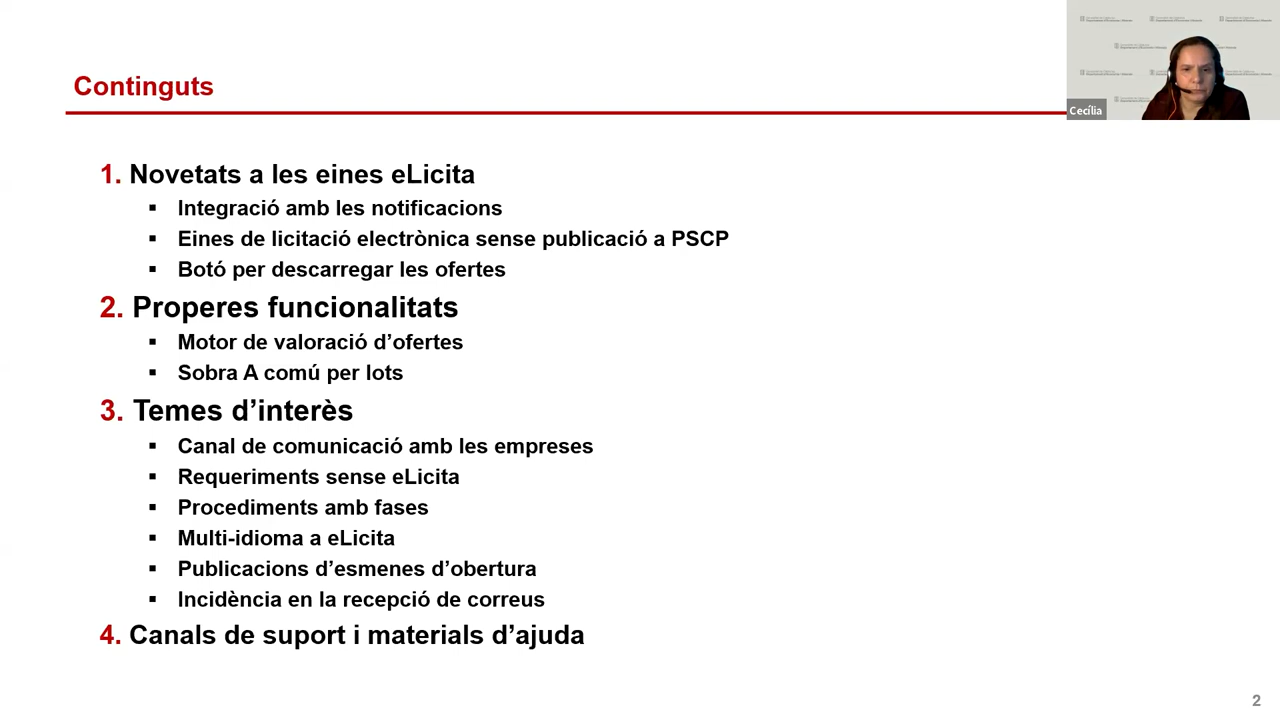 Continguts
Cecília
1. Novetats a les eines eLicita
▪ Integració amb les notificacions
▪ Eines de licitació electrònica sense publicació a PSCP
▪ Botó per descarregar les ofertes
2. Properes funcionalitats
▪ Motor de valoració d’ofertes
▪ Sobra A comú per lots
3. Temes d’interès
▪ Canal de comunicació amb les empreses
▪ Requeriments sense eLicita
▪ Procediments amb fases
▪ Multi-idioma a eLicita
▪ Publicacions d’esmenes d’obertura
▪ Incidència en la recepció de correus
4. Canals de suport i materials d’ajuda
2